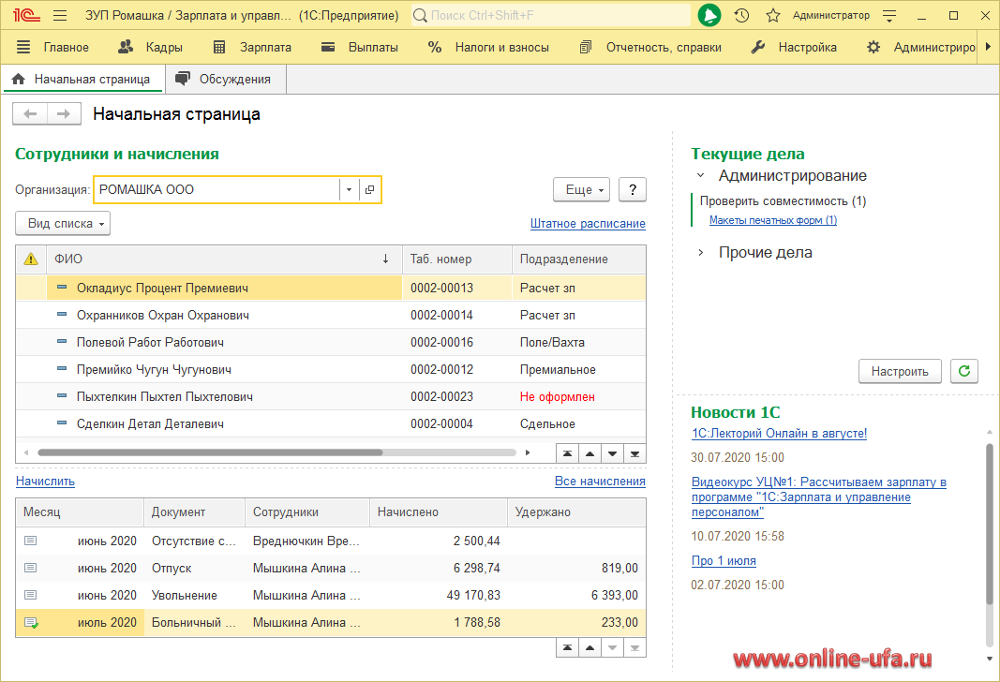 1С ЗУП Ромашка / Зарплата и управл... (1С:Предприятие) Поиск Ctrl+Shift+F Администратор
Главное Кадры Зарплата Выплаты % Налоги и взносы Отчетность, справки Настройка Администриро
Начальная страница Обсуждения
Начальная страница
Сотрудники и начисления
Организация: РОМАШКА ООО Еще ?
Вид списка Штатное расписание
ФИО ↓ Таб. номер Подразделение
Окладиус Процент Премиевич 0002-00013 Расчет зп
Охранников Охран Охранович 0002-00014 Расчет зп
Полевой Работ Работович 0002-00016 Поле/Вахта
Премийко Чугун Чугунович 0002-00012 Премиальное
Пыхтелкин Пыхтел Пыхтелович 0002-00023 Не оформлен
Сделкин Детал Деталевич 0002-00004 Сдельное
Начислить Все начисления
Месяц Документ Сотрудники Начислено Удержано
июнь 2020 Отсутствие с... Вреднючкин Вре... 2 500,44
июнь 2020 Отпуск Мышкина Алина ... 6 298,74 819,00
июнь 2020 Увольнение Мышкина Алина ... 49 170,83 6 393,00
июль 2020 Больничный ... Мышкина Алина ... 1 788,58 233,00
Текущие дела
Администрирование
Проверить совместимость (1)
Макеты печатных форм (1)
Прочие дела
Настроить
Новости 1С
1С:Лекторий Онлайн в августе!
30.07.2020 15:00
Видеокурс УЦ№1: Рассчитываем зарплату в
программе "1С:Зарплата и управление
персоналом"
10.07.2020 15:58
Про 1 июля
02.07.2020 15:00
www.online-ufa.ru